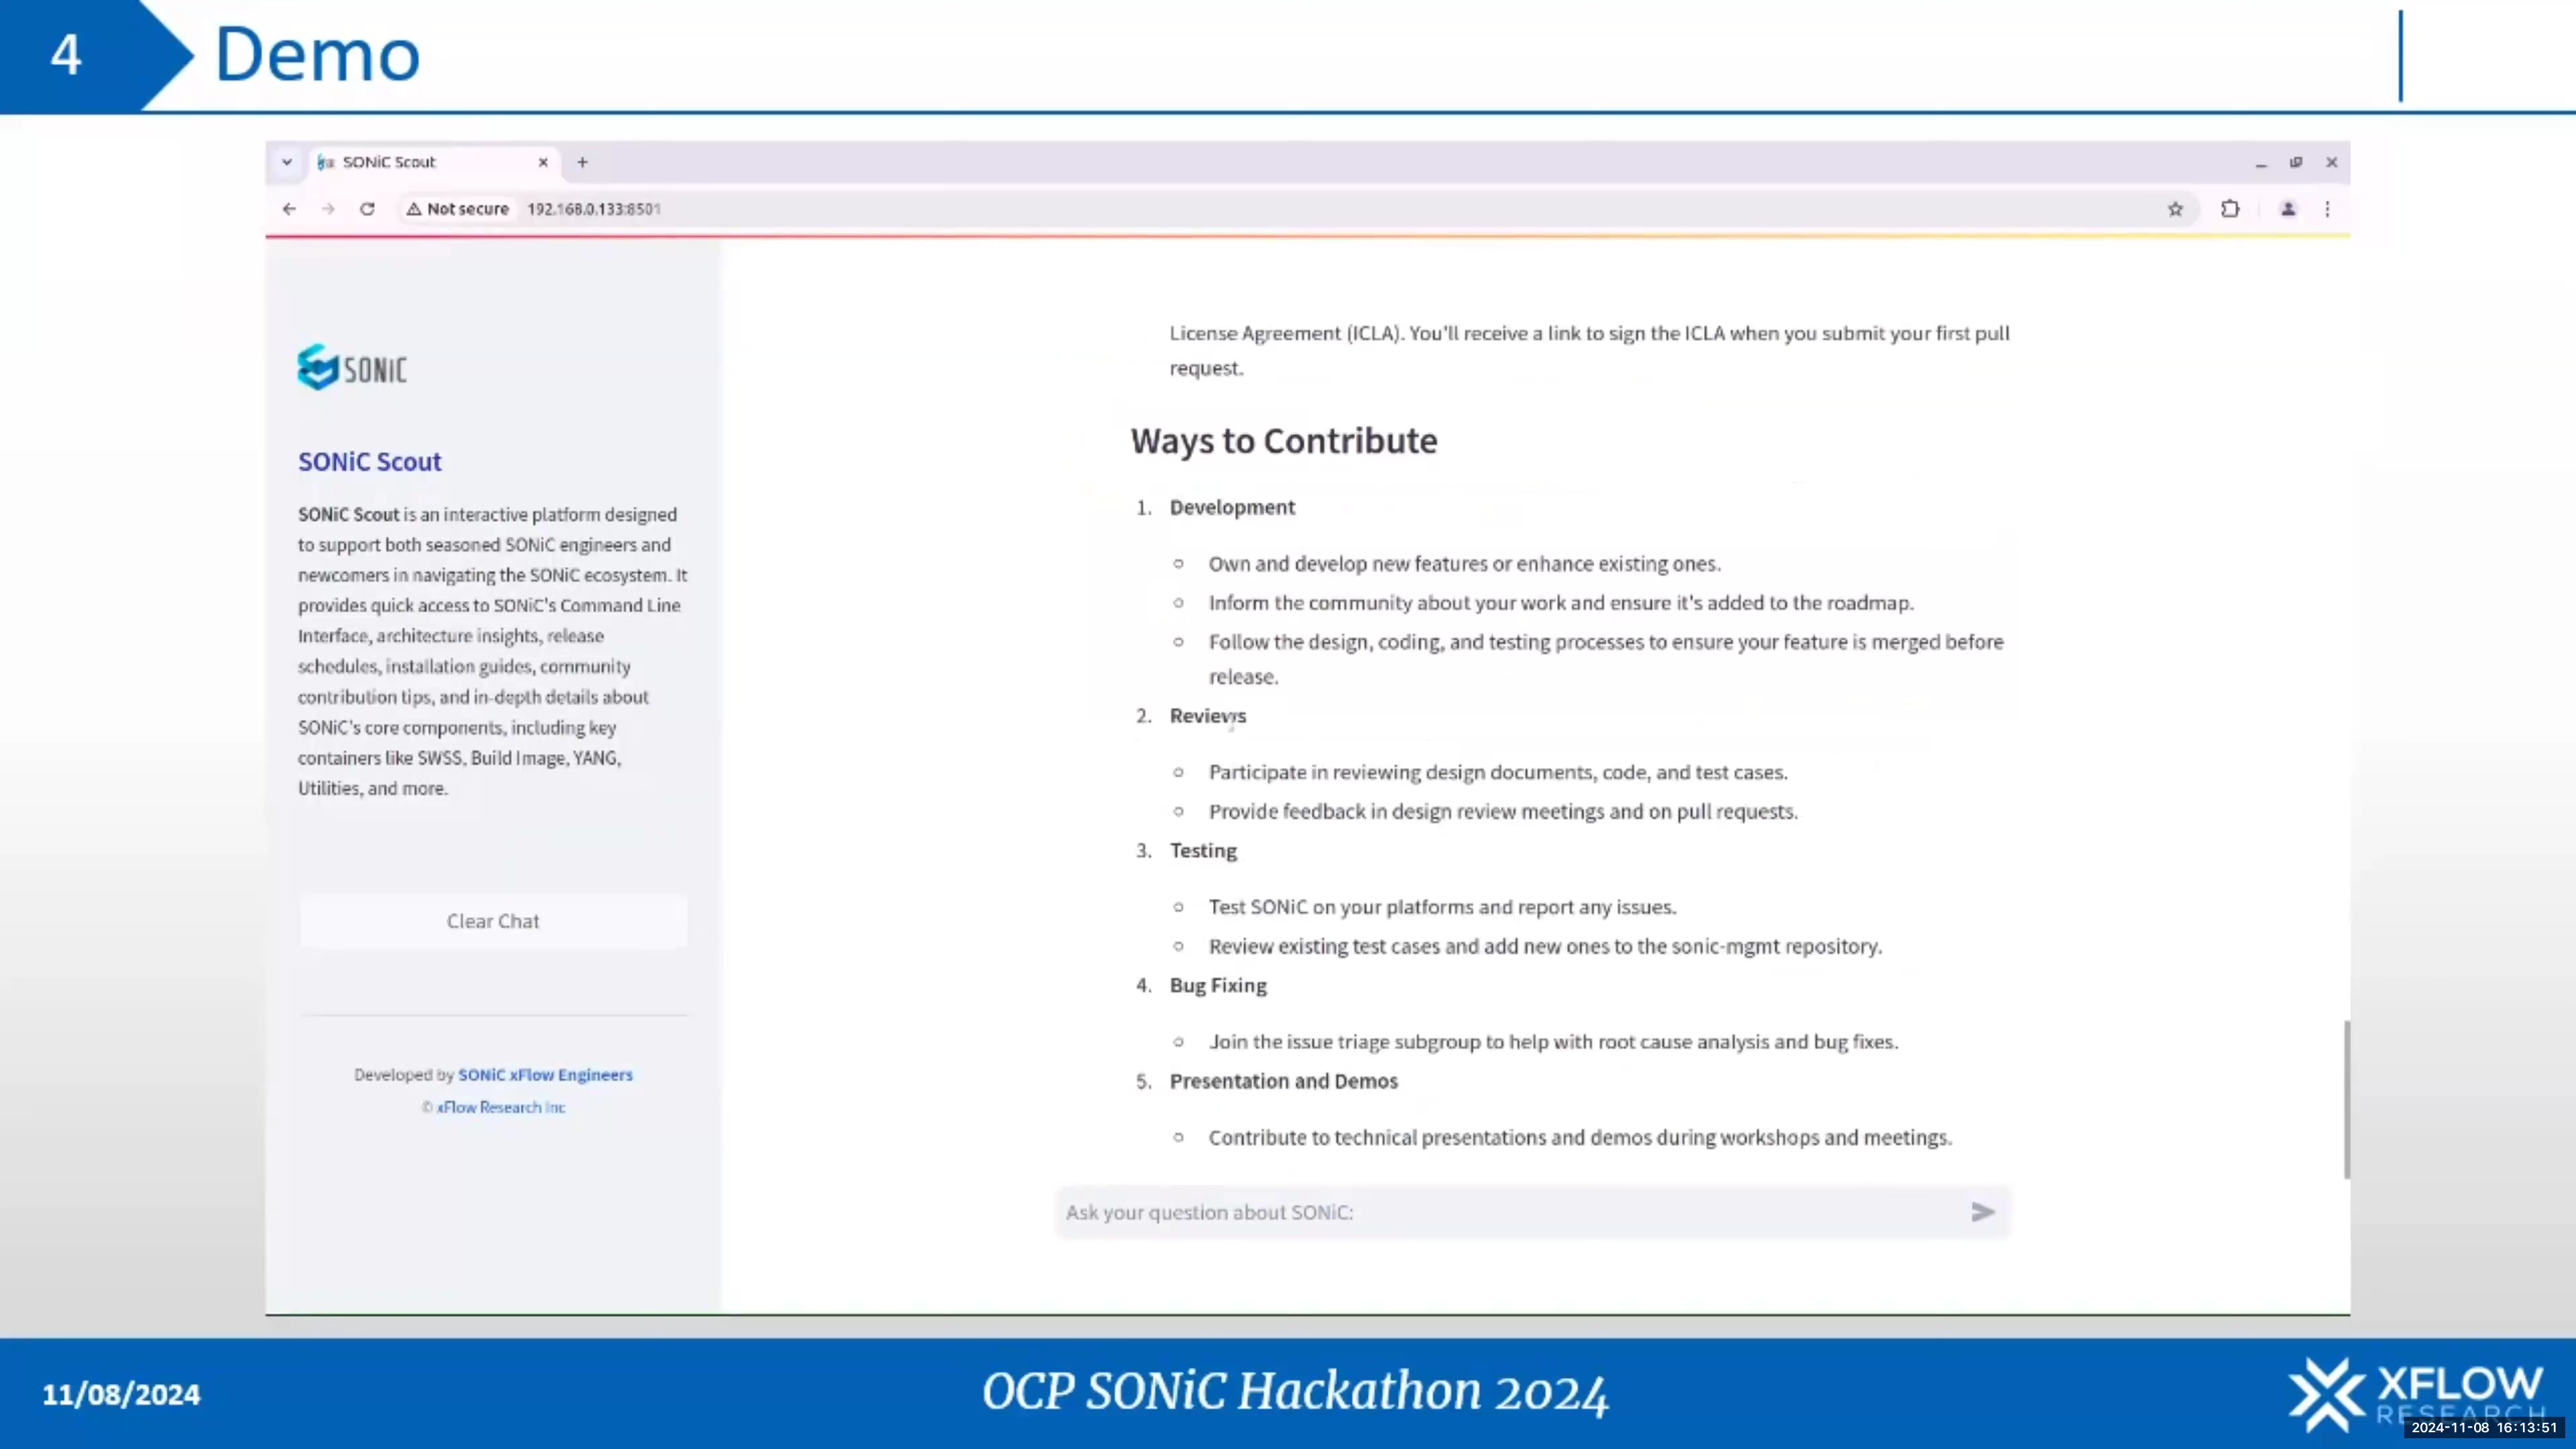 4
Demo
SONiC Scout
Not secure 192.168.0.133:8501
SONiC
SONiC Scout
SONiC Scout is an interactive platform designed
to support both seasoned SONiC engineers and
newcomers in navigating the SONiC ecosystem. It
provides quick access to SONiC's Command Line
Interface, architecture insights, release
schedules, installation guides, community
contribution tips, and in-depth details about
SONiC's core components, including key
containers like SWSS, Build Image, YANG,
Utilities, and more.
Clear Chat
Developed by SONiC xFlow Engineers
© xFlow Research Inc
License Agreement (ICLA). You'll receive a link to sign the ICLA when you submit your first pull
request.
Ways to Contribute
1. Development
Own and develop new features or enhance existing ones.
Inform the community about your work and ensure it's added to the roadmap.
Follow the design, coding, and testing processes to ensure your feature is merged before
release.
2. Reviews
Participate in reviewing design documents, code, and test cases.
Provide feedback in design review meetings and on pull requests.
3. Testing
Test SONiC on your platforms and report any issues.
Review existing test cases and add new ones to the sonic-mgmt repository.
4. Bug Fixing
Join the issue triage subgroup to help with root cause analysis and bug fixes.
5. Presentation and Demos
Contribute to technical presentations and demos during workshops and meetings.
Ask your question about SONiC:
11/08/2024
OCP SONiC Hackathon 2024
XFLOW
RESEARCH
2024-11-08 16:13:51